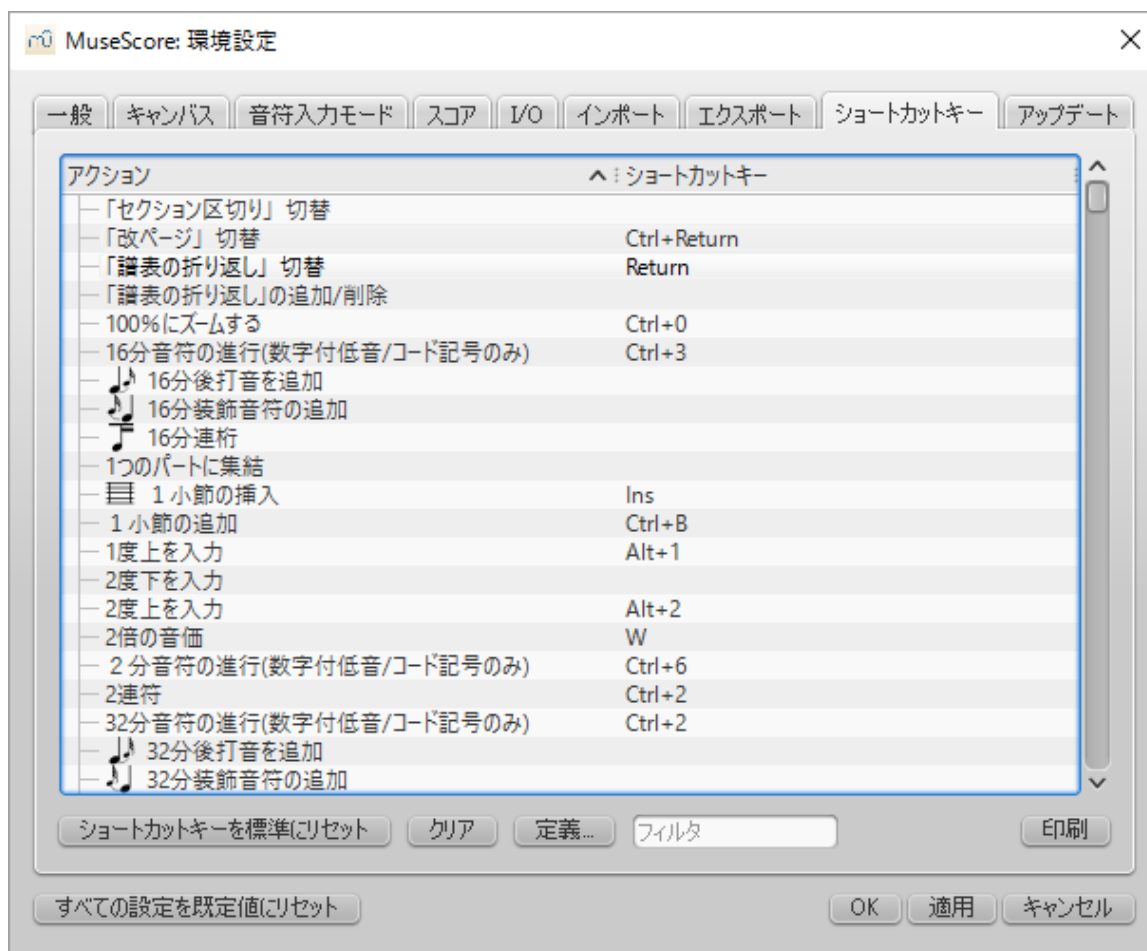 MuseScore: 環境設定
一般 キャンバス 音符入力モード スコア I/O インポート エクスポート ショートカットキー アップデート
アクション ショートカットキー
「セクション区切り」 切替
「改ページ」 切替 Ctrl+Return
「譜表の折り返し」 切替 Return
「譜表の折り返し」の追加/削除
100%にズームする Ctrl+0
16分音符の進行(数字付低音/コード記号のみ) Ctrl+3
16分後打音を追加
16分装飾音符の追加
16分連桁
1つのパートに集結
１小節の挿入 Ins
１小節の追加 Ctrl+B
1度上を入力 Alt+1
2度下を入力
2度上を入力 Alt+2
2倍の音価 W
２分音符の進行(数字付低音/コード記号のみ) Ctrl+6
2連符 Ctrl+2
32分音符の進行(数字付低音/コード記号のみ) Ctrl+2
32分後打音を追加
32分装飾音符の追加
ショートカットキーを標準にリセット クリア 定義... フィルタ 印刷
すべての設定を既定値にリセット OK 適用 キャンセル